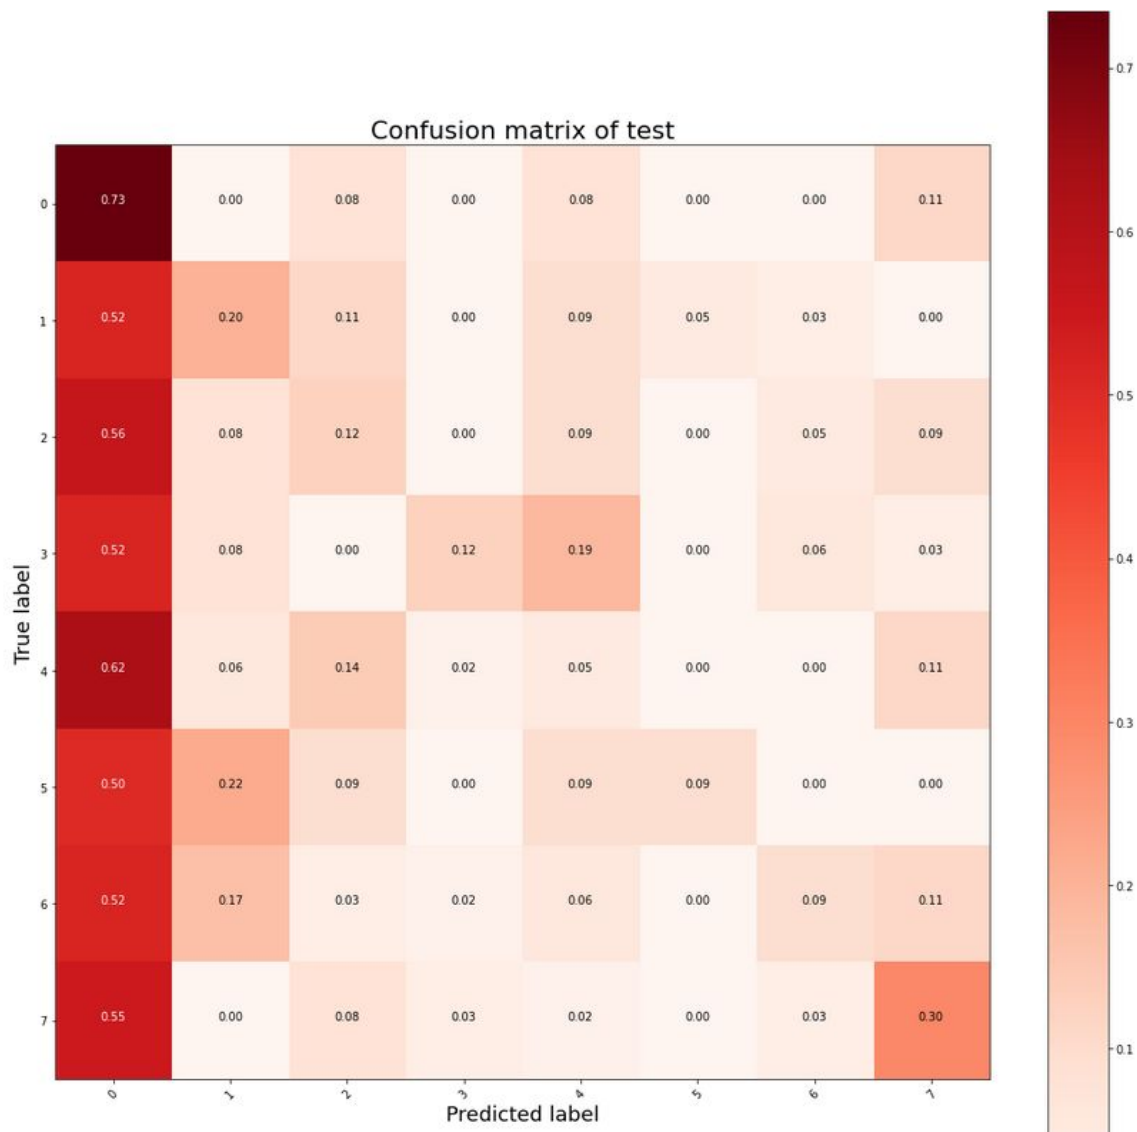 Confusion matrix of test
0 0.73 0.00 0.08 0.00 0.08 0.00 0.00 0.11
1 0.52 0.20 0.11 0.00 0.09 0.05 0.03 0.00
2 0.56 0.08 0.12 0.00 0.09 0.00 0.05 0.09
3 0.52 0.08 0.00 0.12 0.19 0.00 0.06 0.03
4 0.62 0.06 0.14 0.02 0.05 0.00 0.00 0.11
5 0.50 0.22 0.09 0.00 0.09 0.09 0.00 0.00
6 0.52 0.17 0.03 0.02 0.06 0.00 0.09 0.11
7 0.55 0.00 0.08 0.03 0.02 0.00 0.03 0.30
0 1 2 3 4 5 6 7
True label
Predicted label
0.7
0.6
0.5
0.4
0.3
0.2
0.1